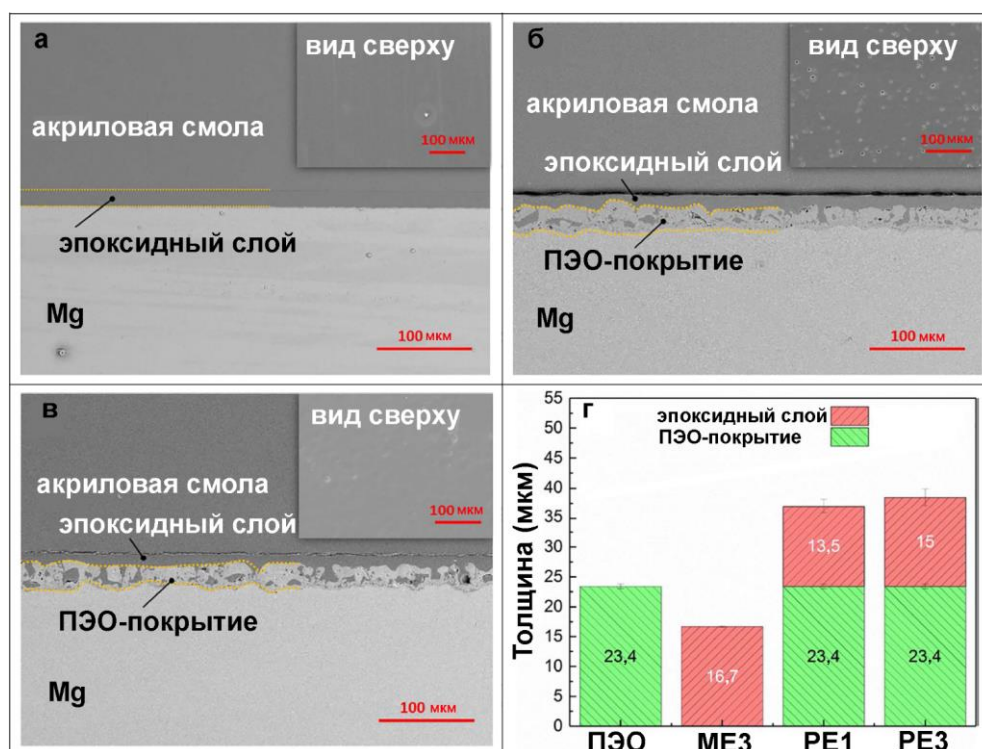 а
вид сверху
акриловая смола
100 мкм
эпоксидный слой
Mg
100 мкм
б
вид сверху
акриловая смола
100 мкм
эпоксидный слой
ПЭО-покрытие
Mg
100 мкм
в
вид сверху
акриловая смола
100 мкм
эпоксидный слой
ПЭО-покрытие
Mg
100 мкм
г
эпоксидный слой
ПЭО-покрытие
Толщина (мкм)
55
50
45
40
35
30
25
20
15
10
5
0
23,4
16,7
13,5
23,4
15
23,4
ПЭО
МЕ3
РЕ1
РЕ3